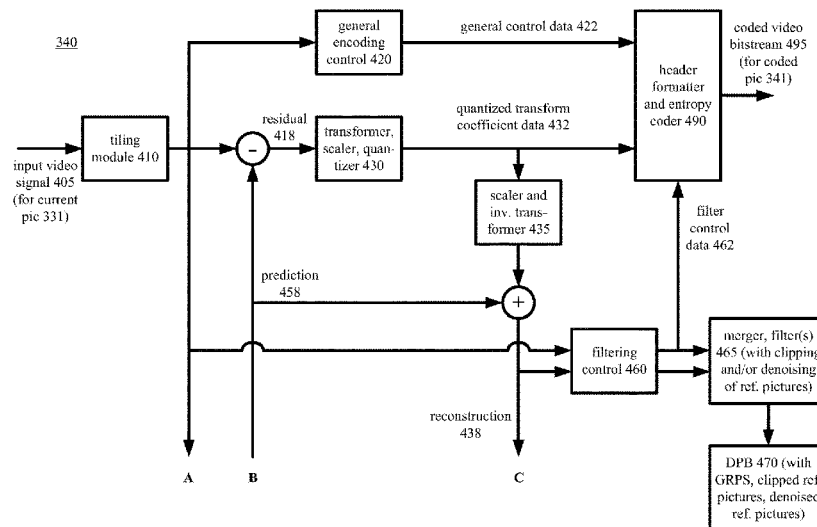 340
general
encoding
control 420
general control data 422
coded video
bitstream 495
(for coded
pic 341)
header
formatter
and entropy
coder 490
tiling
module 410
residual
418
transformer,
scaler, quan-
tizer 430
quantized transform
coefficient data 432
input video
signal 405
(for current
pic 331)
-
scaler and
inv. trans-
former 435
filter
control
data 462
prediction
458
+
filtering
control 460
merger, filter(s)
465 (with clipping
and/or denoising
of ref. pictures)
reconstruction
438
A
B
C
DPB 470 (with
GRPS, clipped ref.
pictures, denoised
ref. pictures)